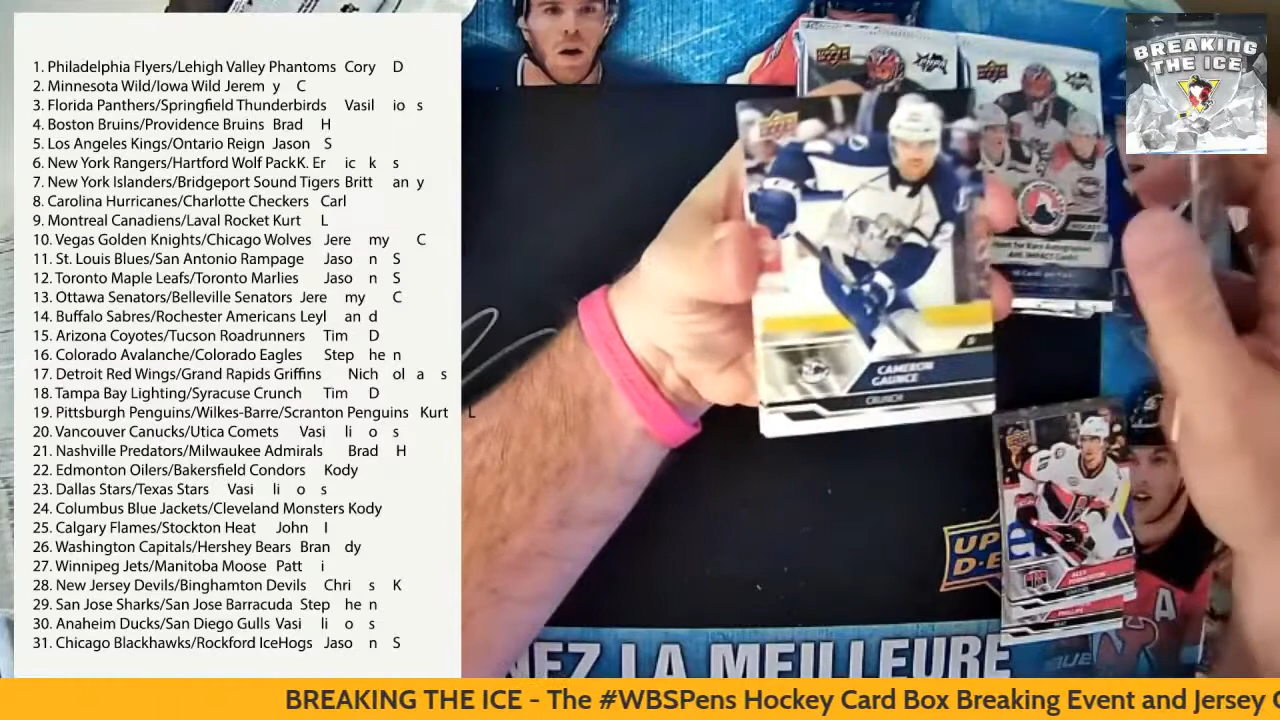 1. Philadelphia Flyers/Lehigh Valley Phantoms Cory D
2. Minnesota Wild/Iowa Wild Jerem y C
3. Florida Panthers/Springfield Thunderbirds Vasil io s
4. Boston Bruins/Providence Bruins Brad H
5. Los Angeles Kings/Ontario Reign Jason S
6. New York Rangers/Hartford Wolf PackK. Er ic k s
7. New York Islanders/Bridgeport Sound Tigers Britt an y
8. Carolina Hurricanes/Charlotte Checkers Carl
9. Montreal Canadiens/Laval Rocket Kurt L
10. Vegas Golden Knights/Chicago Wolves Jere my C
11. St. Louis Blues/San Antonio Rampage Jaso n S
12. Toronto Maple Leafs/Toronto Marlies Jaso n S
13. Ottawa Senators/Belleville Senators Jere my C
14. Buffalo Sabres/Rochester Americans Leyl an d
15. Arizona Coyotes/Tucson Roadrunners Tim D
16. Colorado Avalanche/Colorado Eagles Step he n
17. Detroit Red Wings/Grand Rapids Griffins Nich ol a s
18. Tampa Bay Lighting/Syracuse Crunch Tim D
19. Pittsburgh Penguins/Wilkes-Barre/Scranton Penguins Kurt L
20. Vancouver Canucks/Utica Comets Vasi li o s
21. Nashville Predators/Milwaukee Admirals Brad H
22. Edmonton Oilers/Bakersfield Condors Kody
23. Dallas Stars/Texas Stars Vasi li o s
24. Columbus Blue Jackets/Cleveland Monsters Kody
25. Calgary Flames/Stockton Heat John I
26. Washington Capitals/Hershey Bears Bran dy
27. Winnipeg Jets/Manitoba Moose Patt i
28. New Jersey Devils/Binghamton Devils Chri s K
29. San Jose Sharks/San Jose Barracuda Step he n
30. Anaheim Ducks/San Diego Gulls Vasi li o s
31. Chicago Blackhawks/Rockford IceHogs Jaso n S
BREAKING
THE ICE
CAMERON
GAUNCE
CRUNCH
UP
D-E
NEZ LA MEILLEURE
BREAKING THE ICE - The #WBSPens Hockey Card Box Breaking Event and Jersey